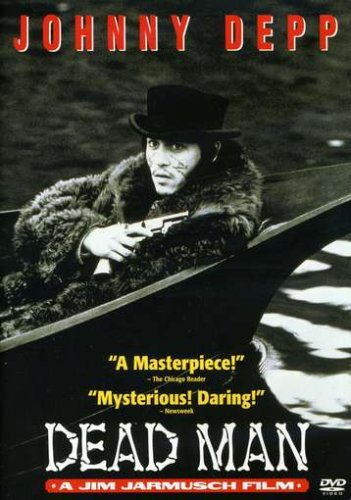 JOHNNY DEPP
"A Masterpiece!"
– The Chicago Reader
"Mysterious! Daring!"
– Newsweek
DEAD MAN
• A JIM JARMUSCH FILM •
DVD
VIDEO